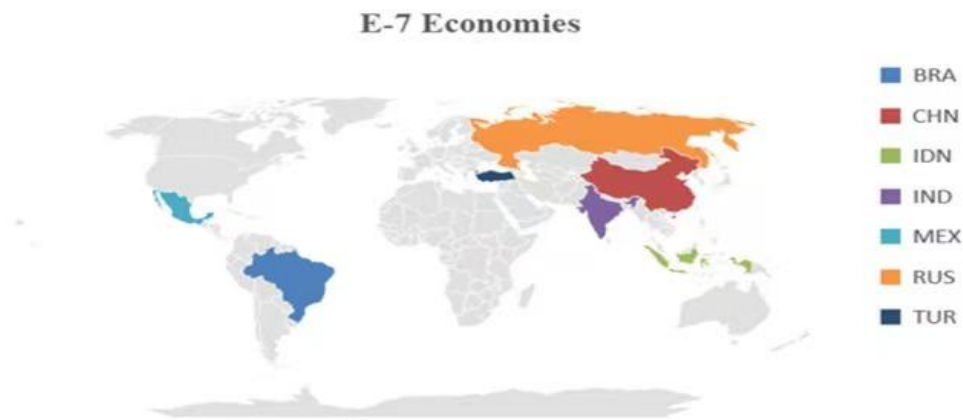 E-7 Economies
BRA
CHN
IDN
IND
MEX
RUS
TUR